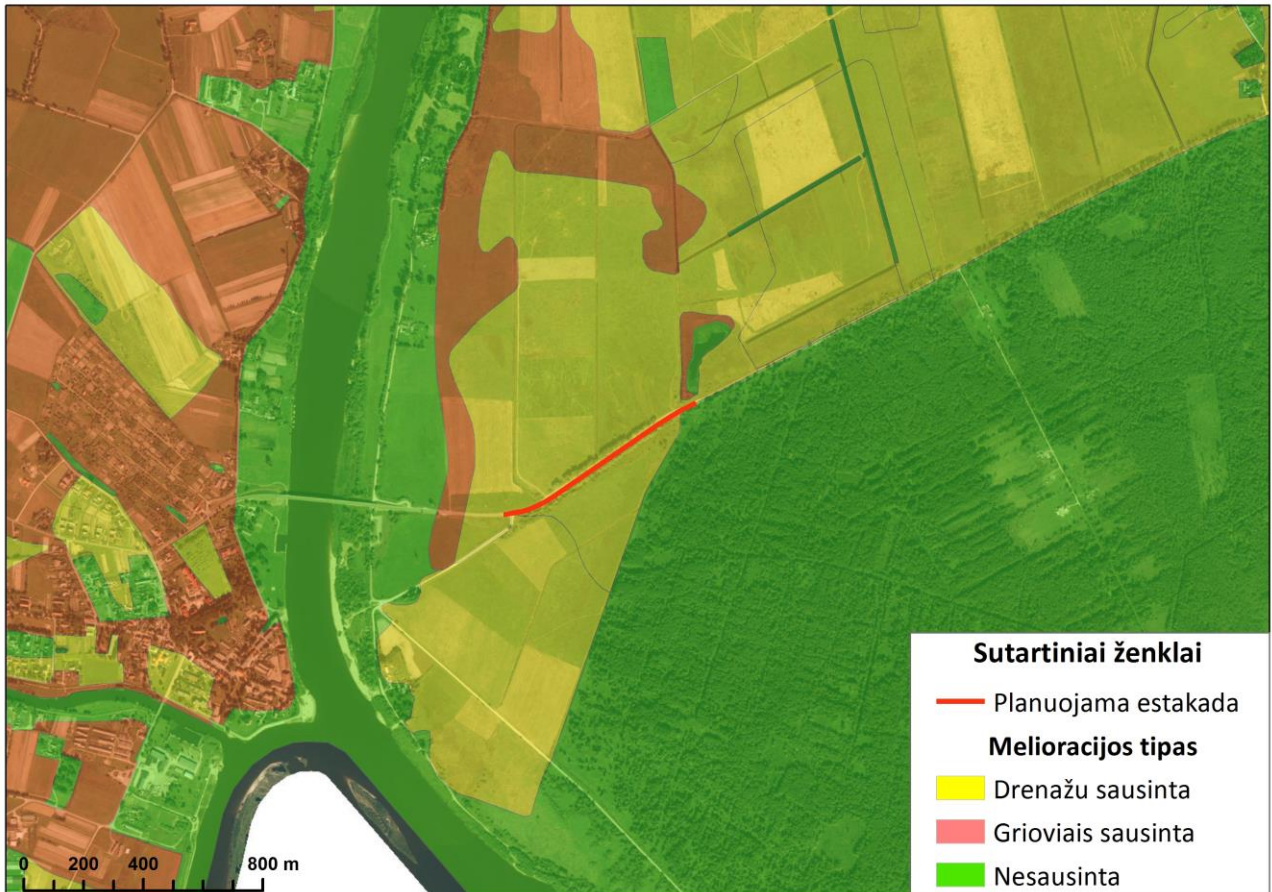 Sutartiniai ženklai
Planuojama estakada
Melioracijos tipas
Drenažu sausinta
Grioviais sausinta
Nesausinta
0 200 400 800 m